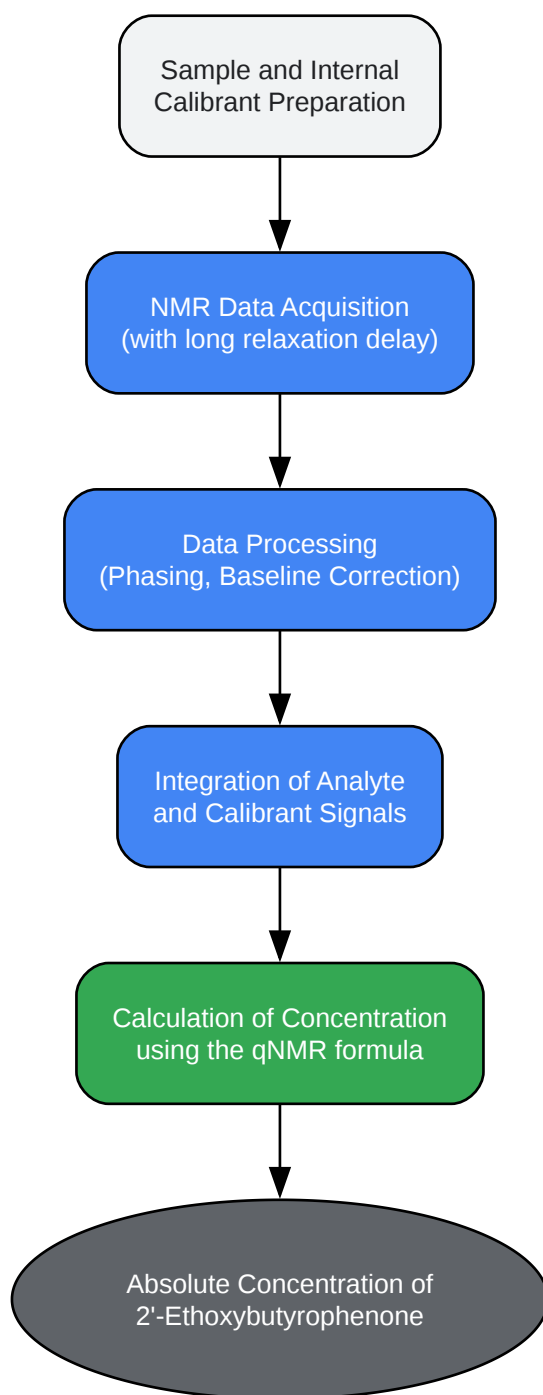 Sample and Internal
Calibrant Preparation
NMR Data Acquisition
(with long relaxation delay)
Data Processing
(Phasing, Baseline Correction)
Integration of Analyte
and Calibrant Signals
Calculation of Concentration
using the qNMR formula
Absolute Concentration of
2'-Ethoxybutyrophenone